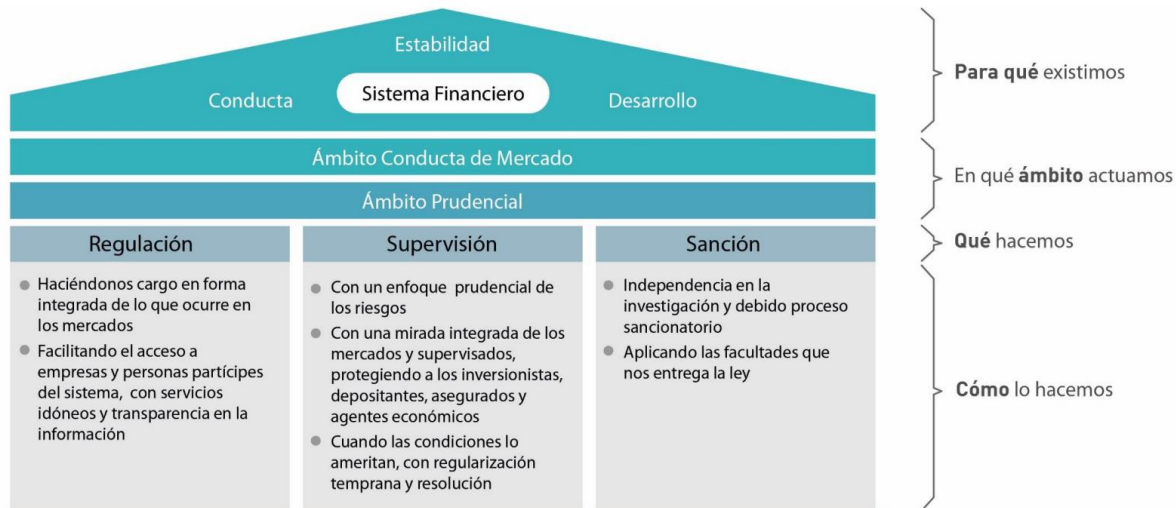 Estabilidad
Conducta
Sistema Financiero
Desarrollo
Para qué existimos
Ámbito Conducta de Mercado
Ámbito Prudencial
En qué ámbito actuamos
Regulación
Supervisión
Sanción
Qué hacemos
Haciéndonos cargo en forma
integrada de lo que ocurre en
los mercados
Facilitando el acceso a
empresas y personas partícipes
del sistema, con servicios
idóneos y transparencia en la
información
Con un enfoque prudencial de
los riesgos
Con una mirada integrada de los
mercados y supervisados,
protegiendo a los inversionistas,
depositantes, asegurados y
agentes económicos
Cuando las condiciones lo
ameritan, con regularización
temprana y resolución
Independencia en la
investigación y debido proceso
sancionatorio
Aplicando las facultades que
nos entrega la ley
Cómo lo hacemos